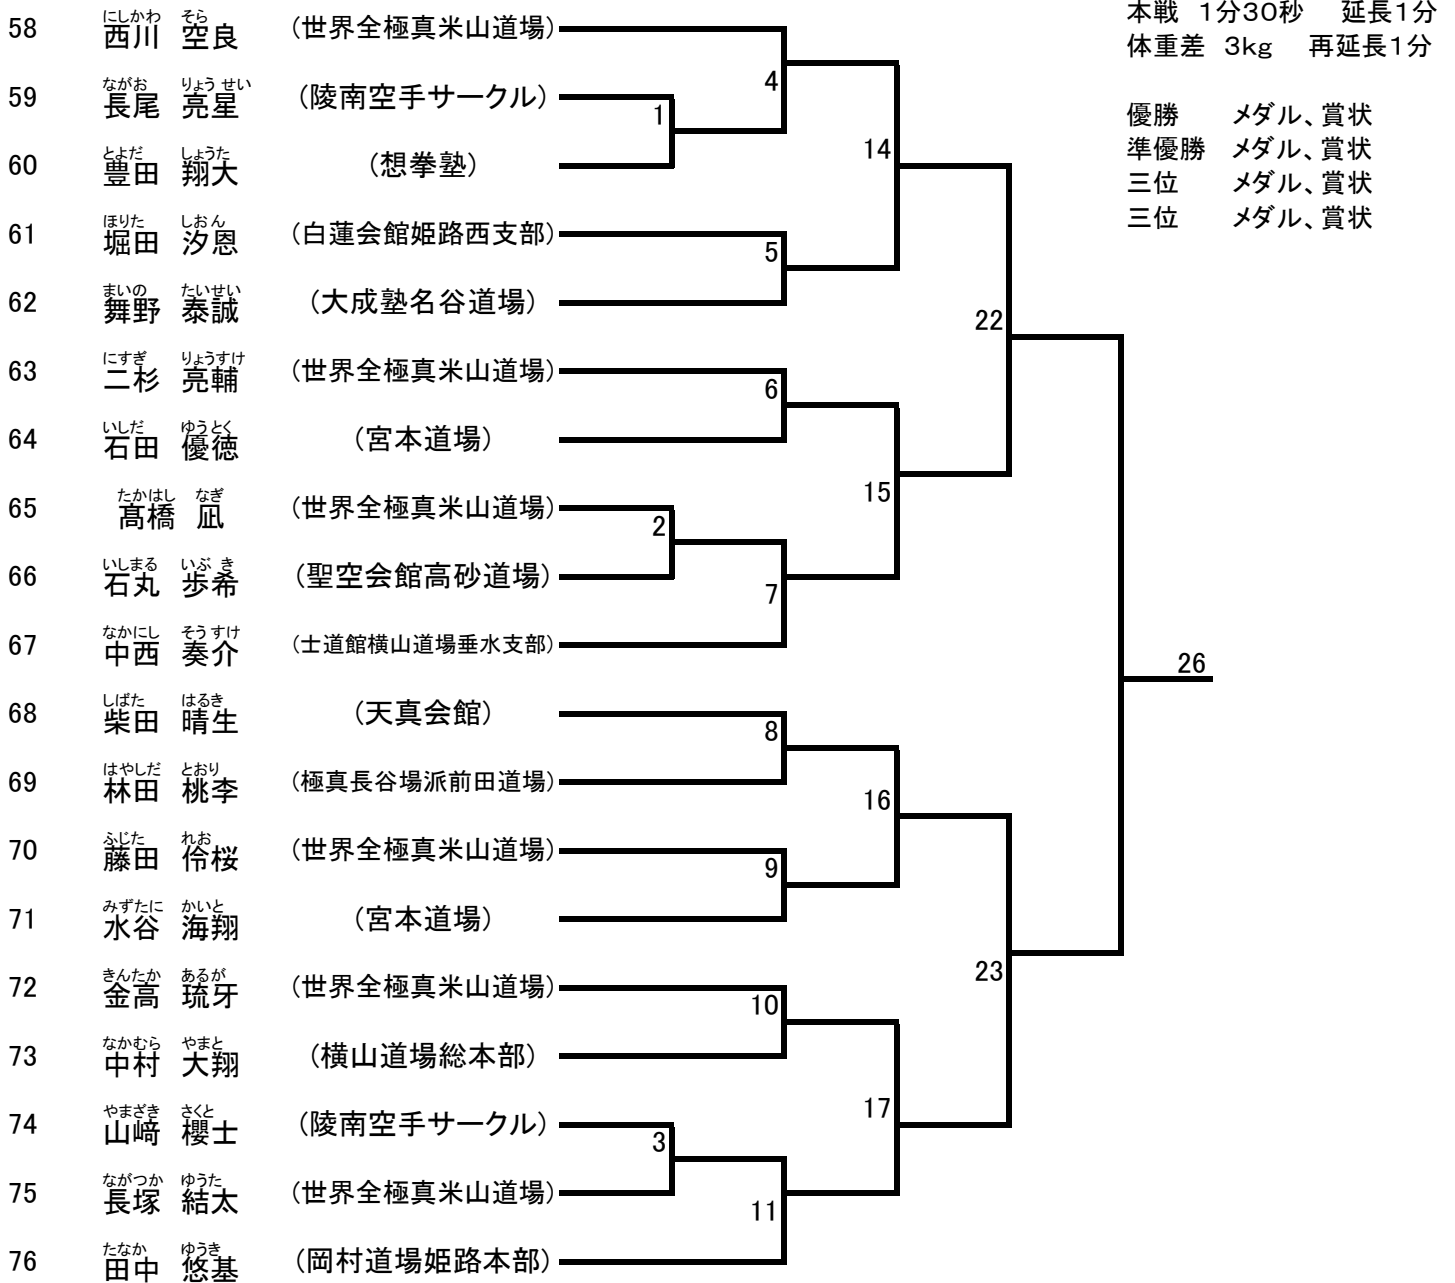 本戦 1分30秒 延長1分
体重差 3kg 再延長1分
優勝 メダル、賞状
準優勝 メダル、賞状
三位 メダル、賞状
三位 メダル、賞状
にしかわ そら
58 西川 空良 (世界全極真米山道場)
ながお りょうせい
59 長尾 亮星 (陵南空手サークル)
とよだ しょうた
60 豊田 翔大 (想拳塾)
ほりた しおん
61 堀田 汐恩 (白蓮会館姫路西支部)
まいの たいせい
62 舞野 泰誠 (大成塾名谷道場)
にすぎ りょうすけ
63 二杉 亮輔 (世界全極真米山道場)
いしだ ゆうとく
64 石田 優徳 (宮本道場)
たかはし なぎ
65 髙橋 凪 (世界全極真米山道場)
いしまる いぶき
66 石丸 歩希 (聖空会館高砂道場)
なかにし そうすけ
67 中西 奏介 (士道館横山道場垂水支部)
しばた はるき
68 柴田 晴生 (天真会館)
はやしだ とおり
69 林田 桃李 (極真長谷場派前田道場)
ふじた れお
70 藤田 伶桜 (世界全極真米山道場)
みずたに かいと
71 水谷 海翔 (宮本道場)
きんたか あるが
72 金高 琉牙 (世界全極真米山道場)
なかむら やまと
73 中村 大翔 (横山道場総本部)
やまざき さくと
74 山﨑 櫻士 (陵南空手サークル)
ながつか ゆうた
75 長塚 結太 (世界全極真米山道場)
たなか ゆうき
76 田中 悠基 (岡村道場姫路本部)
1
2
3
4
5
6
7
8
9
10
11
14
15
16
17
22
23
26